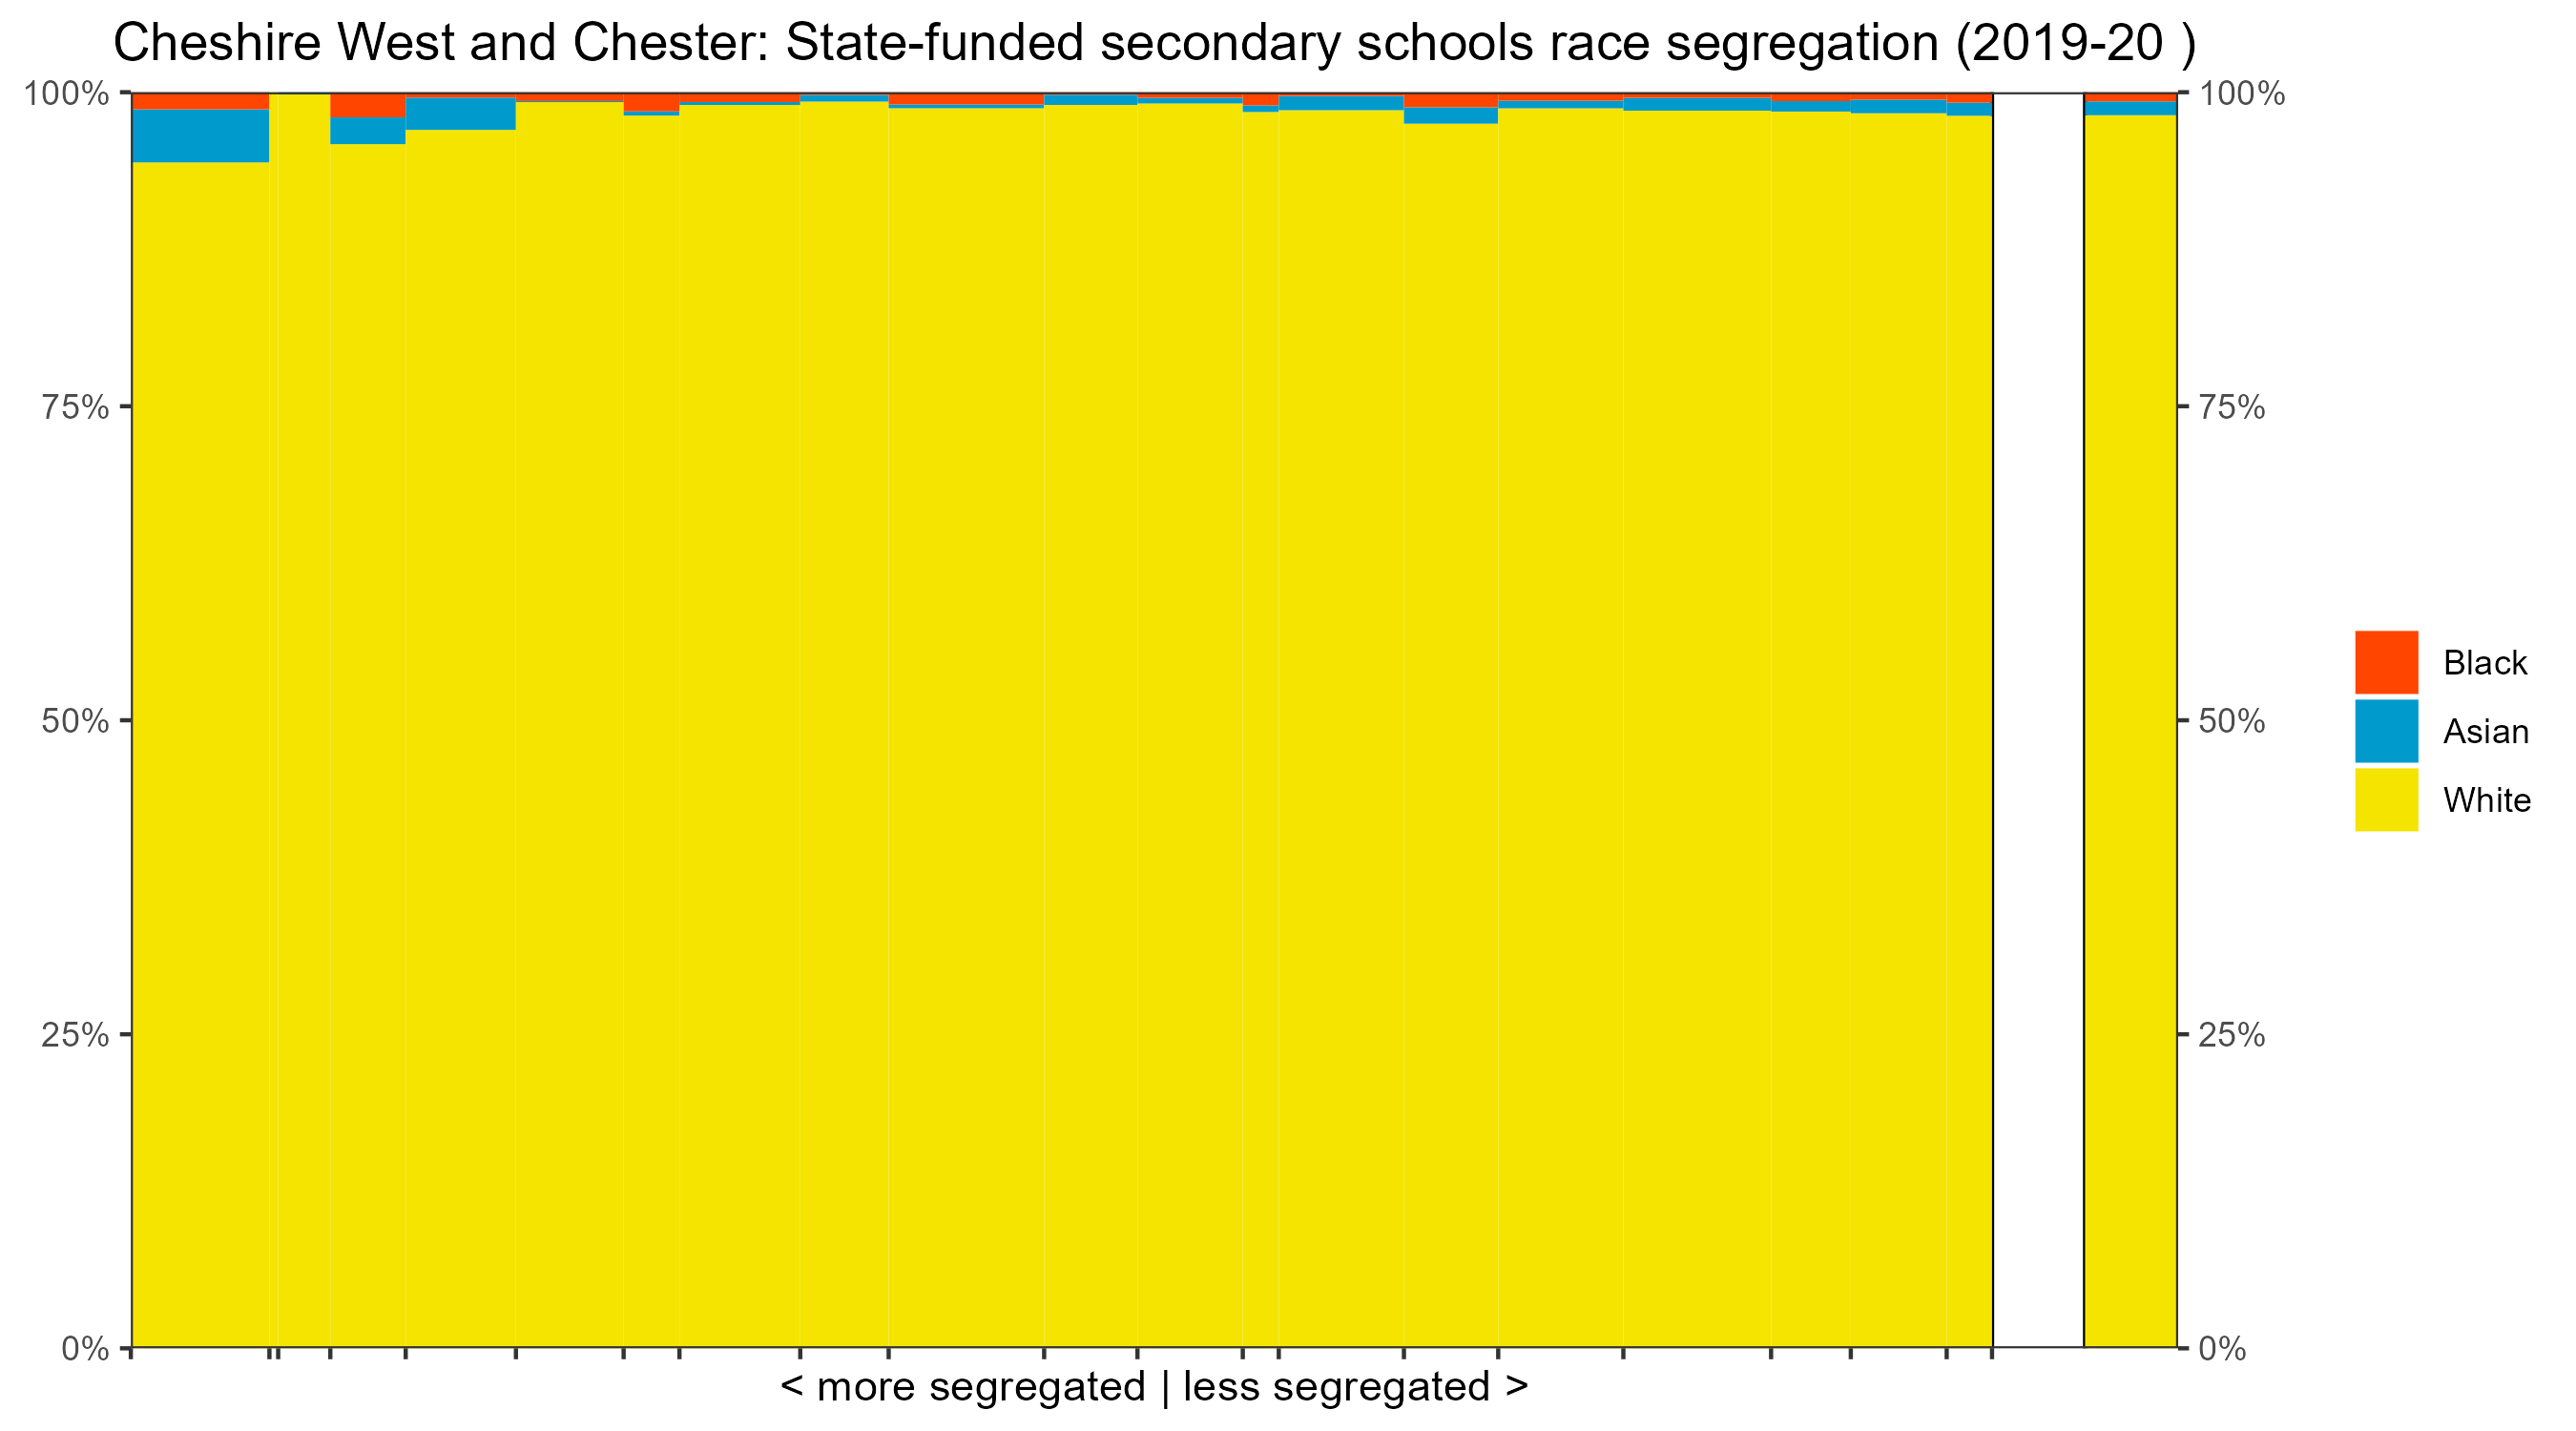 Cheshire West and Chester: State-funded secondary schools race segregation (2019-20 )
100%
75%
50%
25%
0%
100%
75%
50%
25%
0%
Black
Asian
White
< more segregated | less segregated >